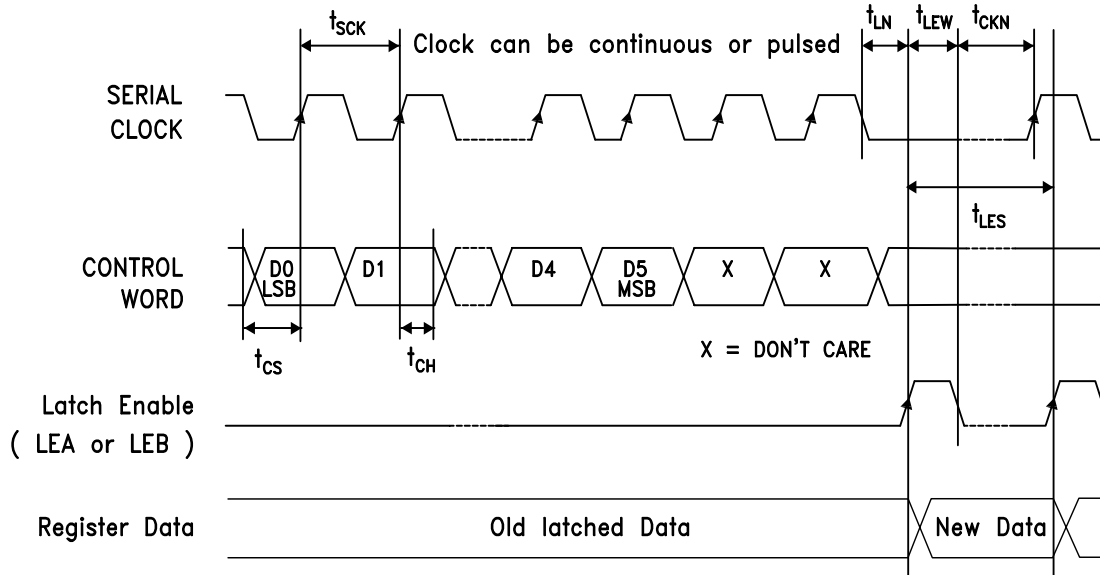 tSCK
Clock can be continuous or pulsed
tLN
tLEW
tCKN
SERIAL
CLOCK
tLES
CONTROL
WORD
D0
LSB
D1
D4
D5
MSB
X
X
tCS
tCH
X = DON'T CARE
Latch Enable
( LEA or LEB )
Register Data
Old latched Data
New Data